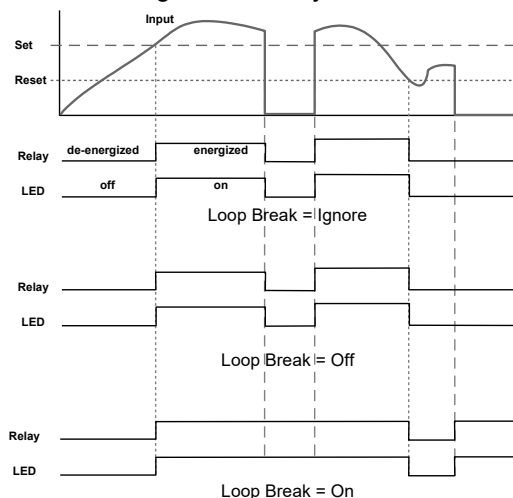 Input
Set
Reset
Relay de-energized energized
LED off on
Loop Break = Ignore
Relay
LED
Loop Break = Off
Relay
LED
Loop Break = On